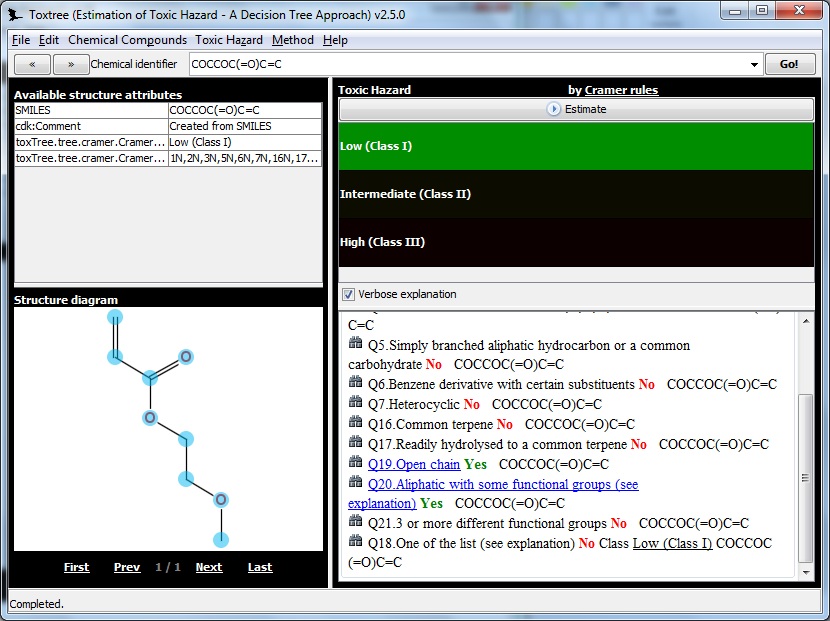 Toxtree (Estimation of Toxic Hazard - A Decision Tree Approach) v2.5.0
File Edit Chemical Compounds Toxic Hazard Method Help
« » Chemical identifier COCCOC(=O)C=C Go!
Available structure attributes
SMILES COCCOC(=O)C=C
cdk:Comment Created from SMILES
toxTree.tree.cramer.Cramer... Low (Class I)
toxTree.tree.cramer.Cramer... 1N,2N,3N,5N,6N,7N,16N,17...
Structure diagram
O
O
O
First Prev 1 / 1 Next Last
Toxic Hazard by Cramer rules
Estimate
Low (Class I)
Intermediate (Class II)
High (Class III)
Verbose explanation
C=C
Q5.Simply branched aliphatic hydrocarbon or a common
carbohydrate No COCCOC(=O)C=C
Q6.Benzene derivative with certain substituents No COCCOC(=O)C=C
Q7.Heterocyclic No COCCOC(=O)C=C
Q16.Common terpene No COCCOC(=O)C=C
Q17.Readily hydrolysed to a common terpene No COCCOC(=O)C=C
Q19.Open chain Yes COCCOC(=O)C=C
Q20.Aliphatic with some functional groups (see
explanation) Yes COCCOC(=O)C=C
Q21.3 or more different functional groups No COCCOC(=O)C=C
Q18.One of the list (see explanation) No Class Low (Class I) COCCOC
(=O)C=C
Completed.